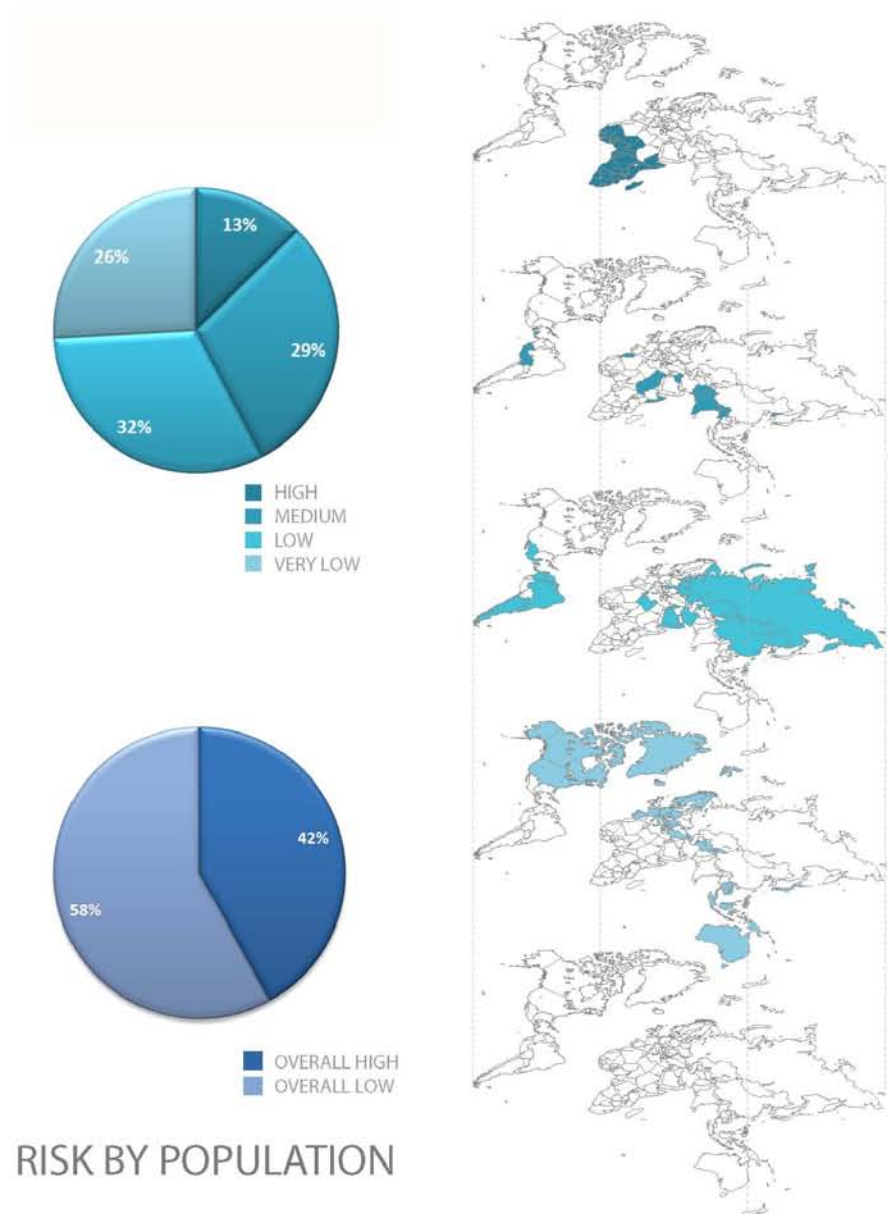 13%
26%
29%
32%
HIGH
MEDIUM
LOW
VERY LOW
42%
58%
OVERALL HIGH
OVERALL LOW
RISK BY POPULATION